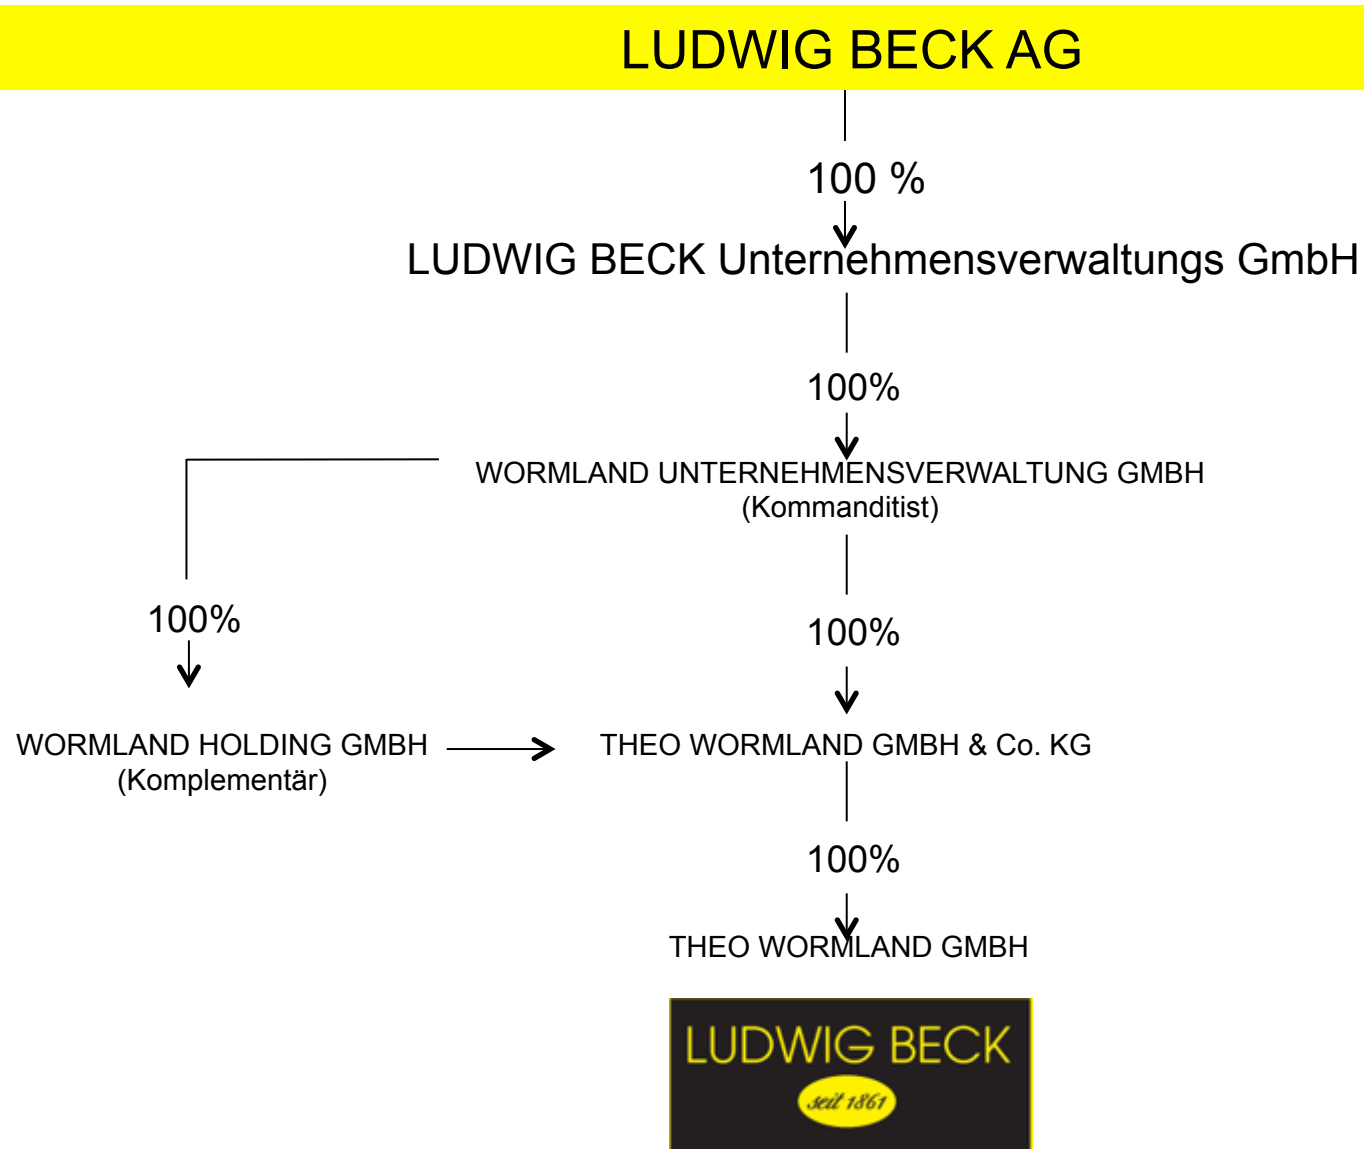 LUDWIG BECK AG
100 %
LUDWIG BECK Unternehmensverwaltungs GmbH
100%
WORMLAND UNTERNEHMENSVERWALTUNG GMBH
(Kommanditist)
100%
100%
WORMLAND HOLDING GMBH
(Komplementär)
THEO WORMLAND GMBH & Co. KG
100%
THEO WORMLAND GMBH
LUDWIG BECK
seit 1861